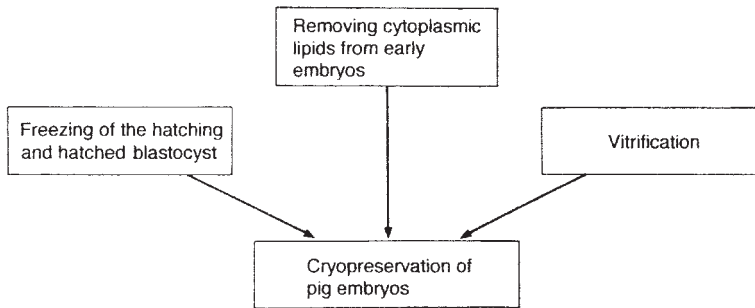 Removing cytoplasmic
lipids from early
embryos
Freezing of the hatching
and hatched blastocyst
Vitrification
Cryopreservation of
pig embryos